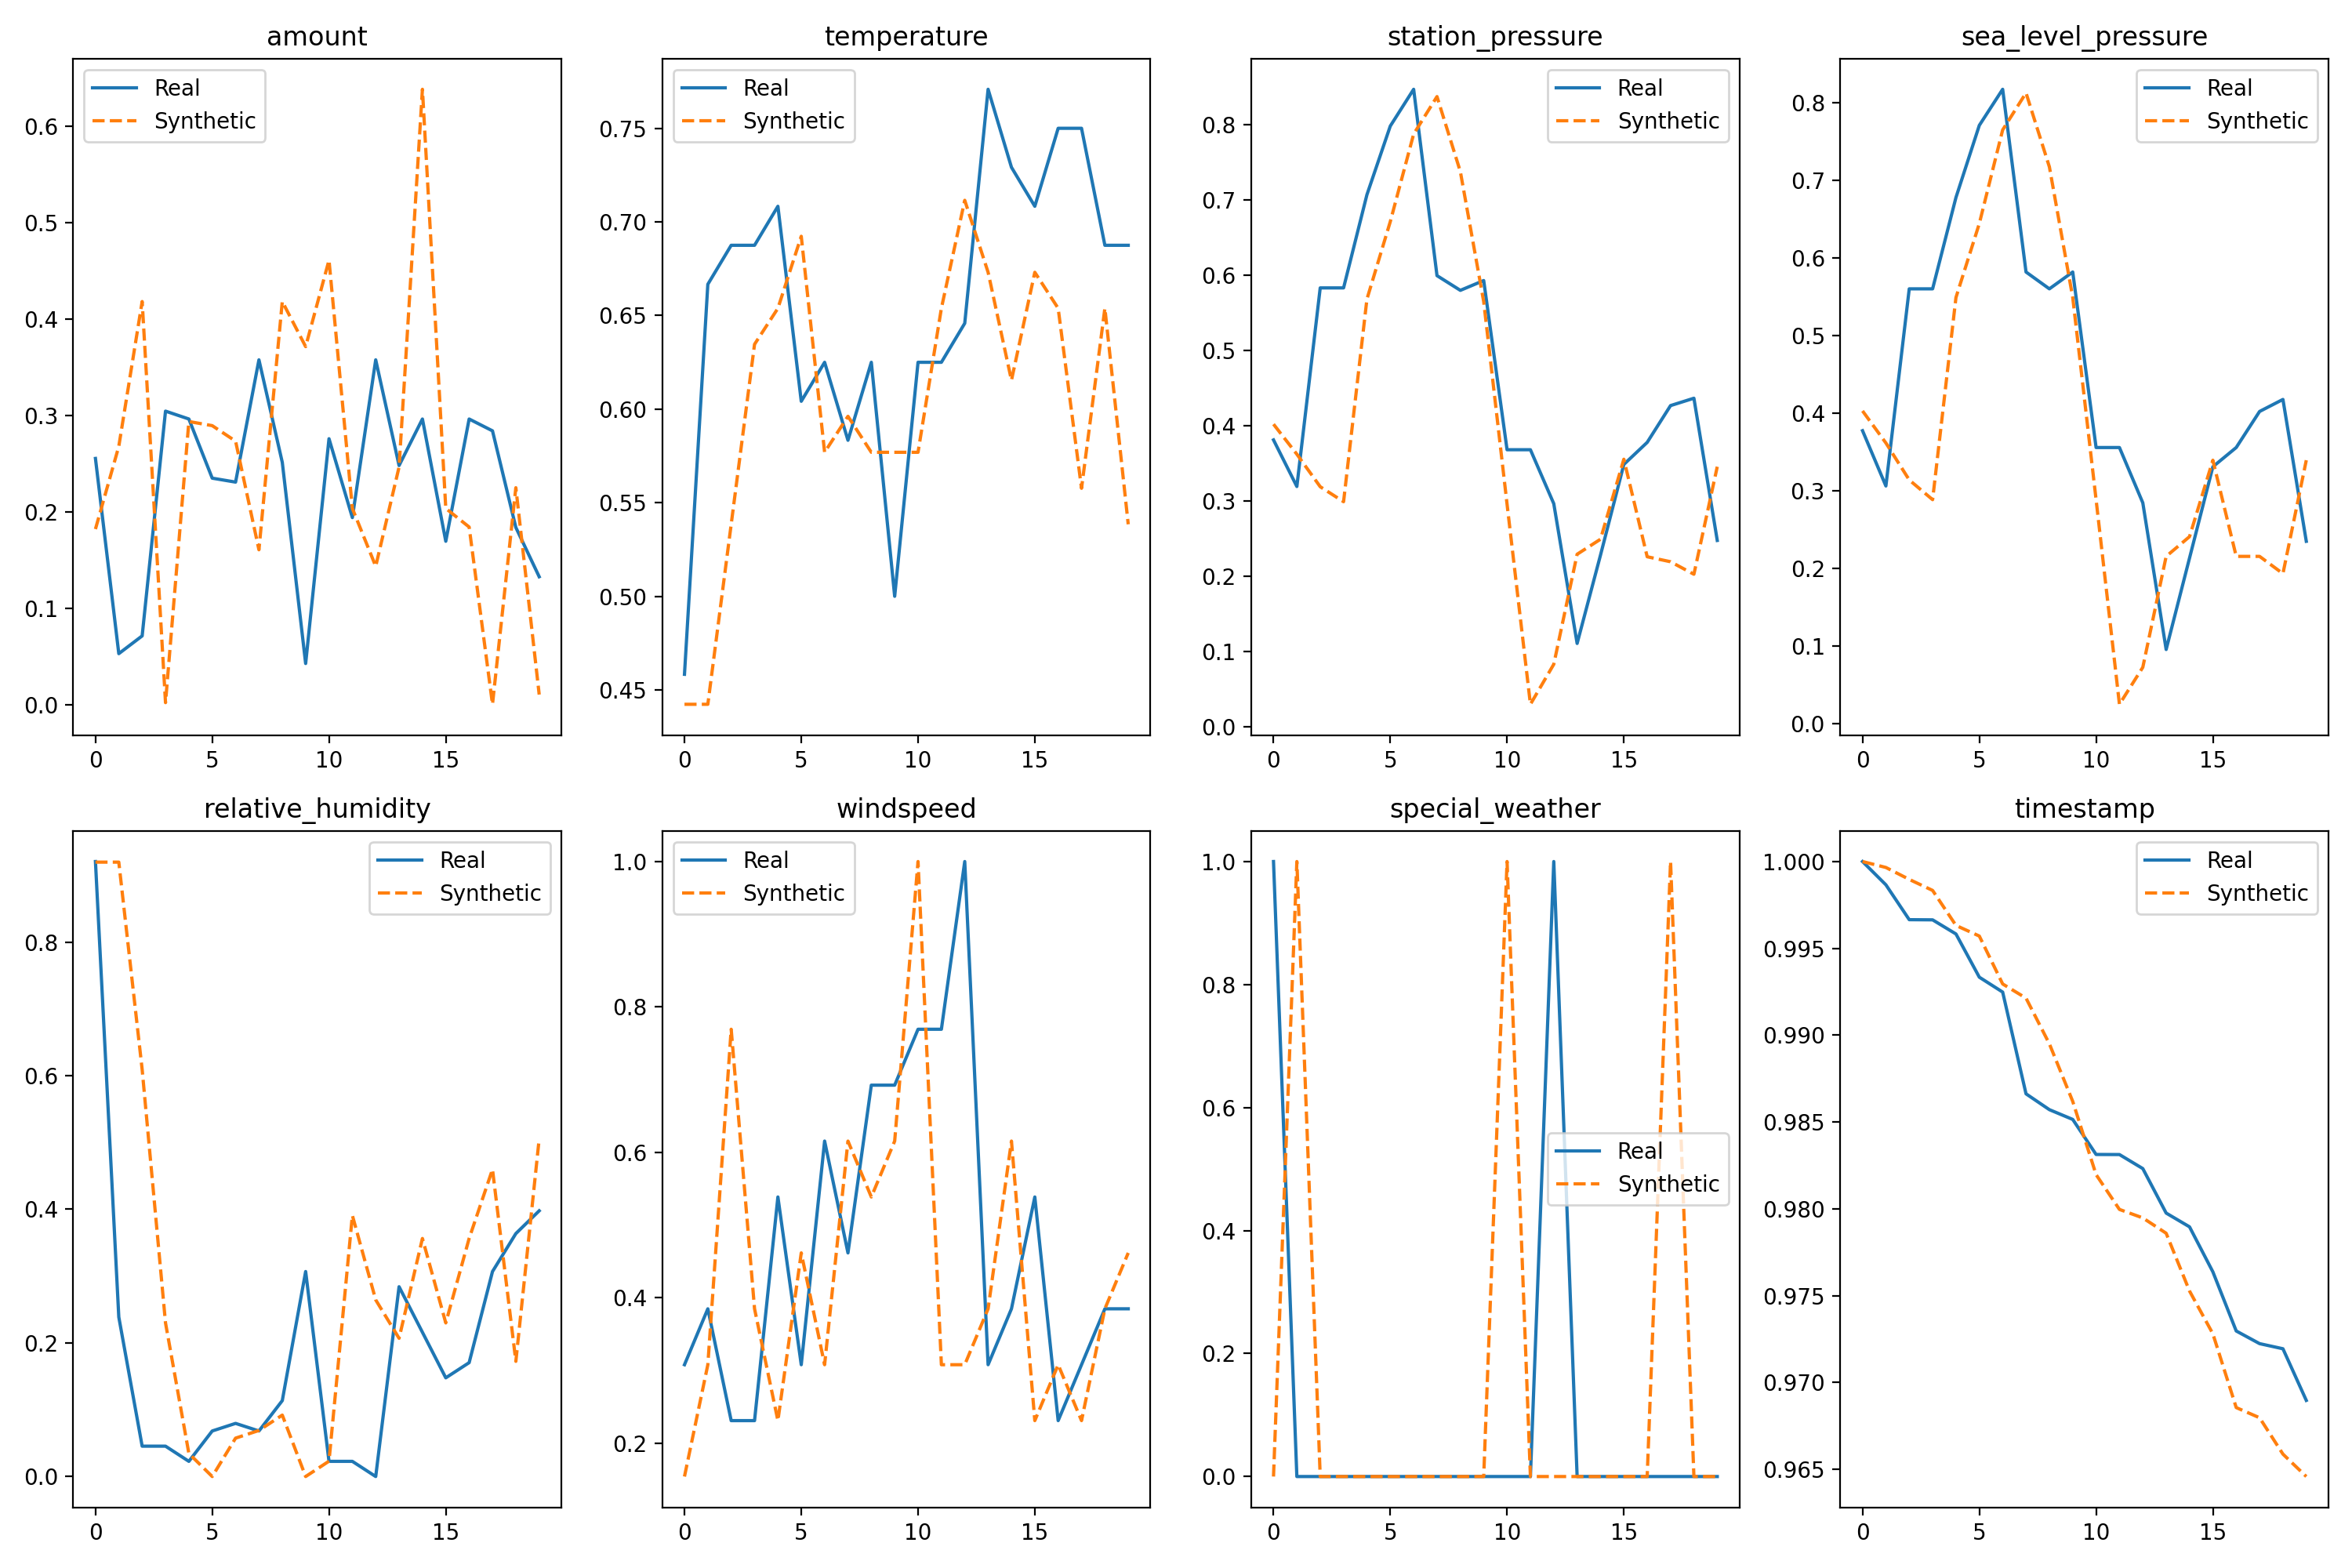 amount
Real
Synthetic
0.6
0.5
0.4
0.3
0.2
0.1
0.0
0 5 10 15
temperature
Real
Synthetic
0.75
0.70
0.65
0.60
0.55
0.50
0.45
0 5 10 15
station_pressure
Real
Synthetic
0.8
0.7
0.6
0.5
0.4
0.3
0.2
0.1
0.0
0 5 10 15
sea_level_pressure
Real
Synthetic
0.8
0.7
0.6
0.5
0.4
0.3
0.2
0.1
0.0
0 5 10 15
relative_humidity
Real
Synthetic
0.8
0.6
0.4
0.2
0.0
0 5 10 15
windspeed
Real
Synthetic
1.0
0.8
0.6
0.4
0.2
0 5 10 15
special_weather
1.0
0.8
0.6
Real
Synthetic
0.4
0.2
0.0
0 5 10 15
timestamp
Real
Synthetic
1.000
0.995
0.990
0.985
0.980
0.975
0.970
0.965
0 5 10 15